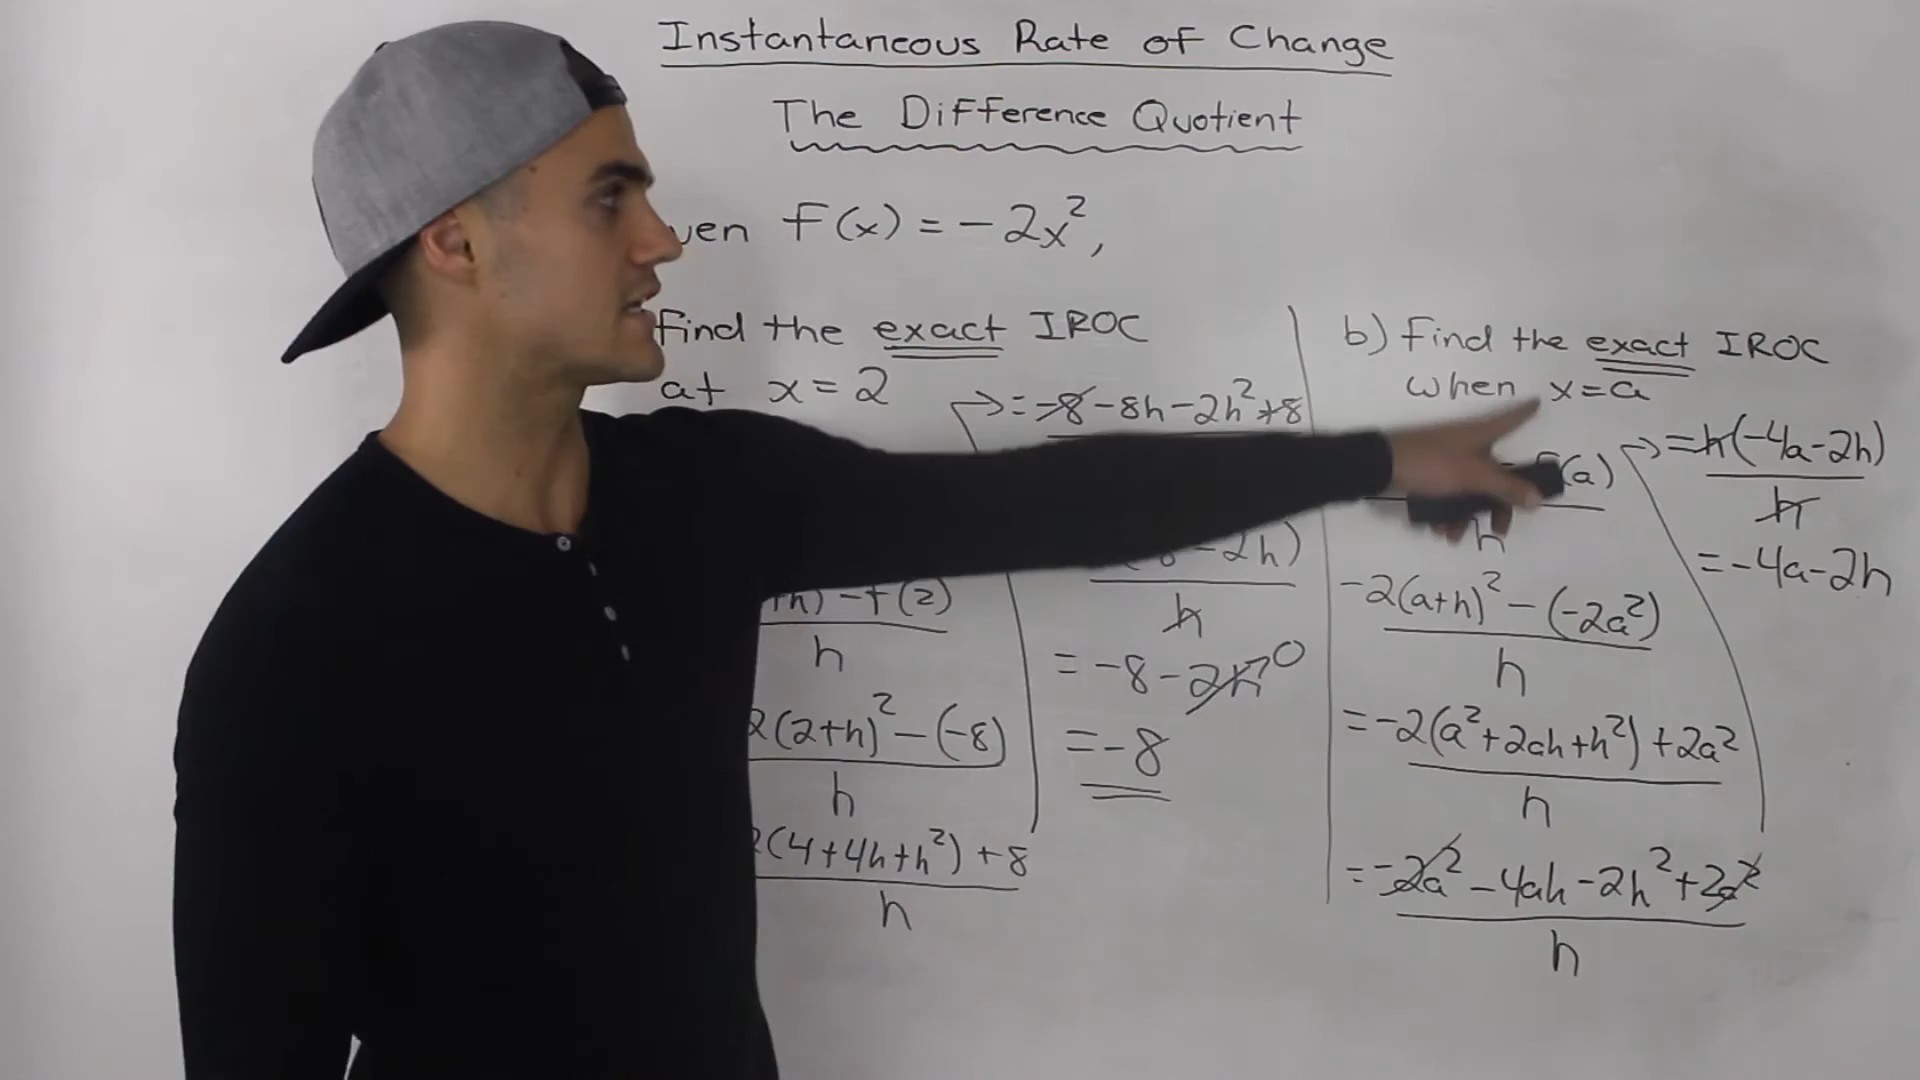 Instantaneous Rate of Change
The Difference Quotient
ven f(x) = -2x²,
find the exact IROC
at x = 2
h) - f(2)
h
2(2+h)² - (-8)
h
2(4+4h+h²) + 8
h
= -8 - 8h - 2h² + 8
- 2h)
h
= -8 - 2h 0
= -8
b) find the exact IROC
when x = a
f(a)
h
-2(a+h)² - (-2a²)
h
= -2(a²+2ah+h²) + 2a²
h
= -2a² - 4ah - 2h² + 2a²
h
= h(-4a-2h)
h
= -4a-2h